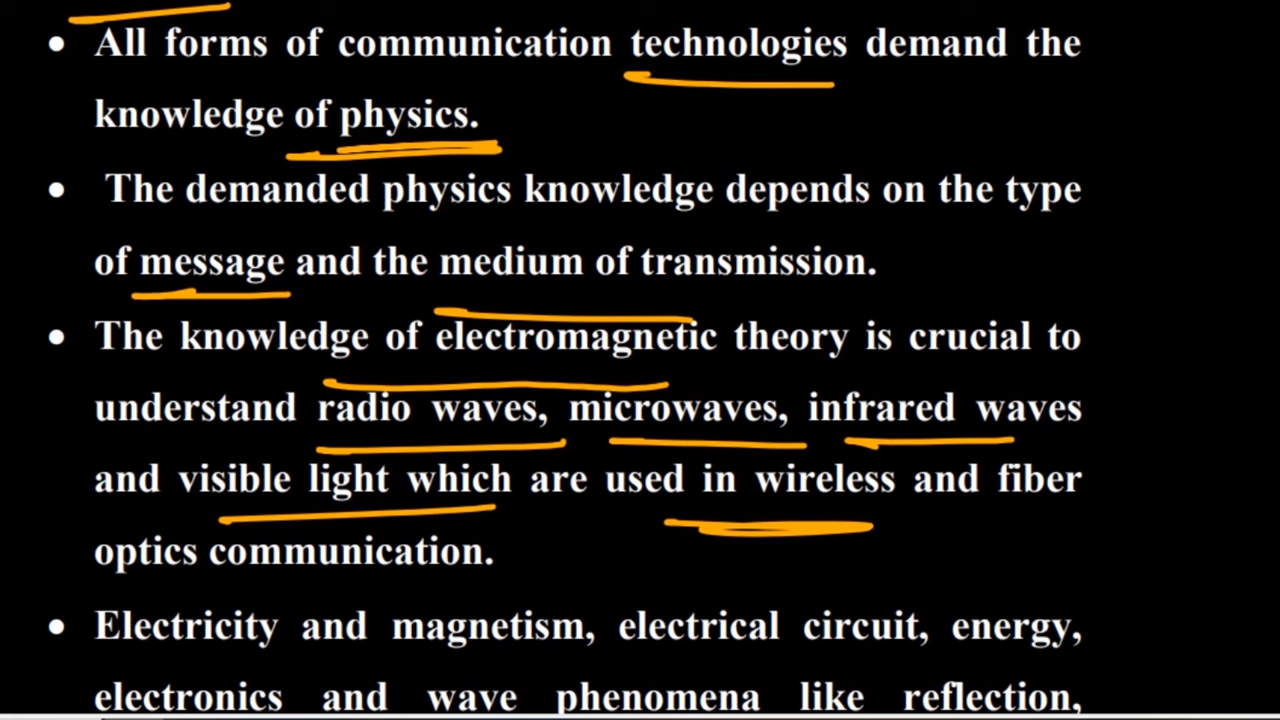 • All forms of communication technologies demand the
knowledge of physics.
• The demanded physics knowledge depends on the type
of message and the medium of transmission.
• The knowledge of electromagnetic theory is crucial to
understand radio waves, microwaves, infrared waves
and visible light which are used in wireless and fiber
optics communication.
• Electricity and magnetism, electrical circuit, energy,
electronics and wave phenomena like reflection,